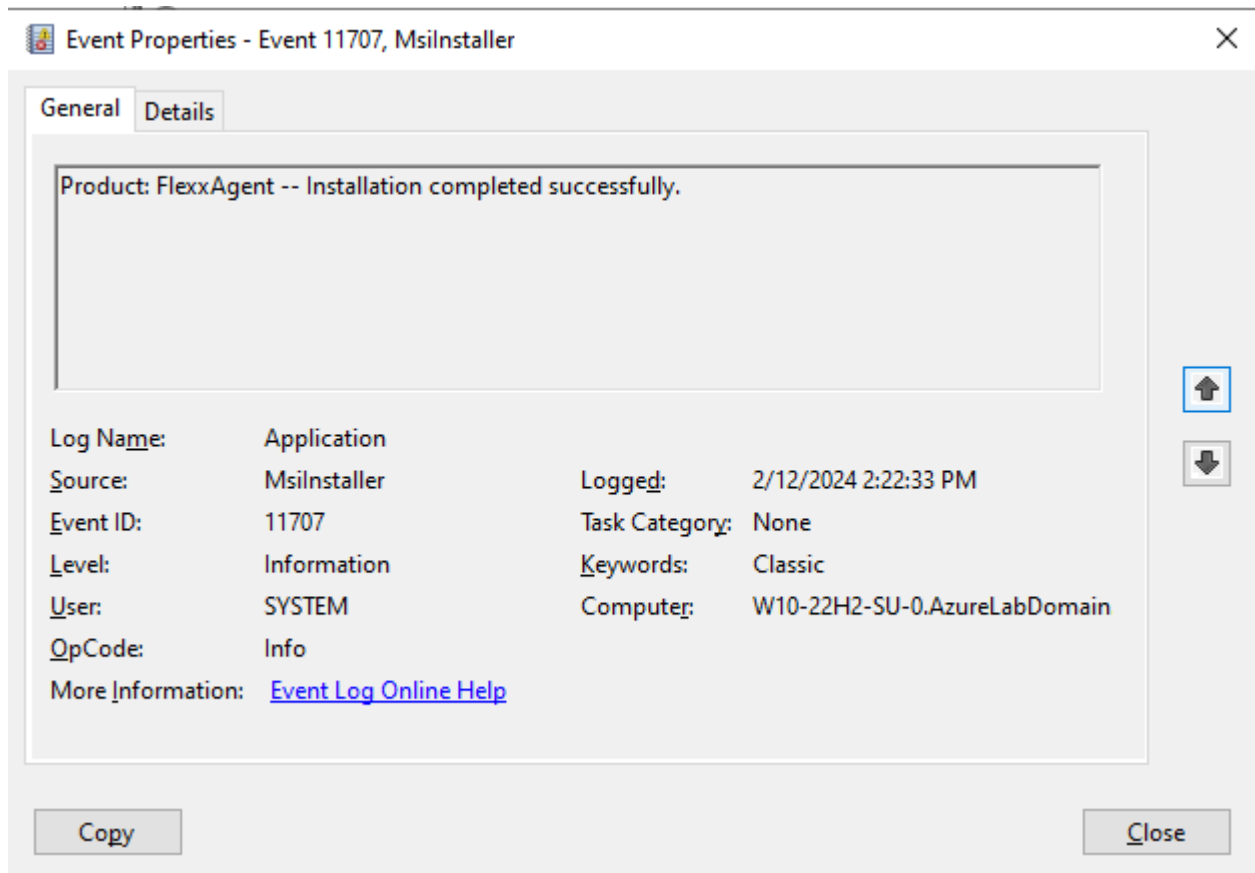 Event Properties - Event 11707, MsiInstaller
General Details
Product: FlexxAgent -- Installation completed successfully.
Log Name: Application
Source: MsiInstaller Logged: 2/12/2024 2:22:33 PM
Event ID: 11707 Task Category: None
Level: Information Keywords: Classic
User: SYSTEM Computer: W10-22H2-SU-0.AzureLabDomain
OpCode: Info
More Information: Event Log Online Help
Copy Close